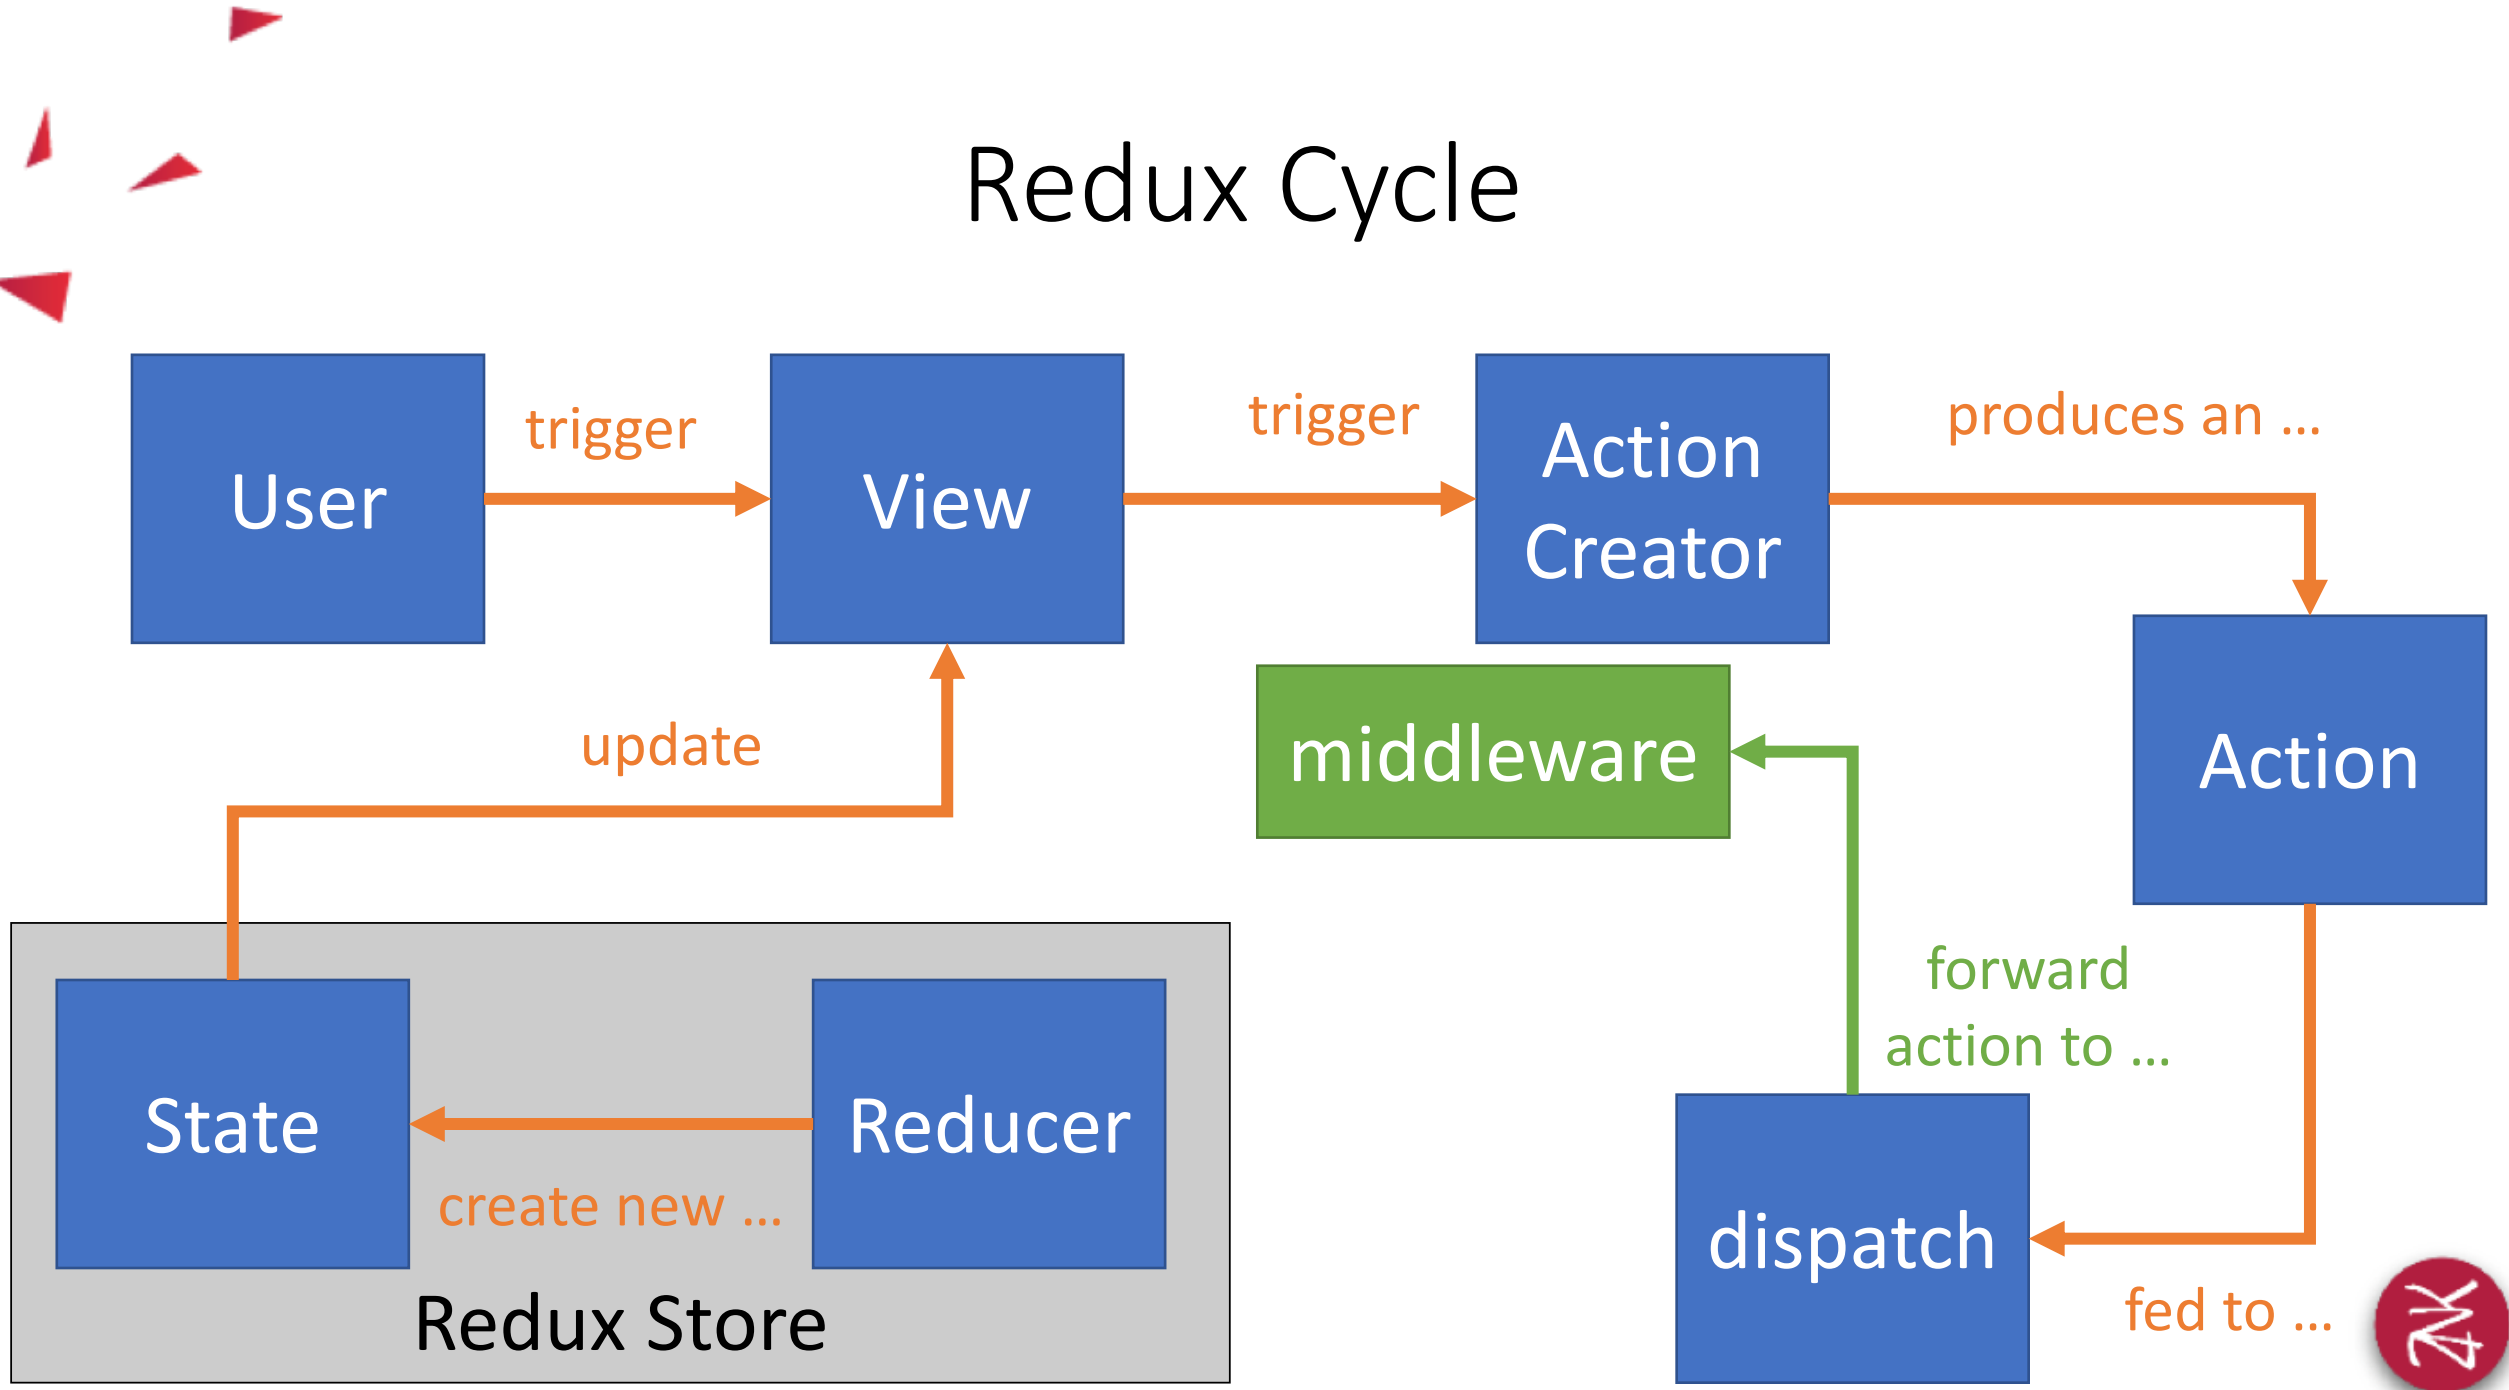 Redux Cycle
User
trigger
View
trigger
Action
Creator
produces an ...
update
middleware
Action
forward
action to ...
State
Reducer
create new ...
Redux Store
dispatch
fed to ...